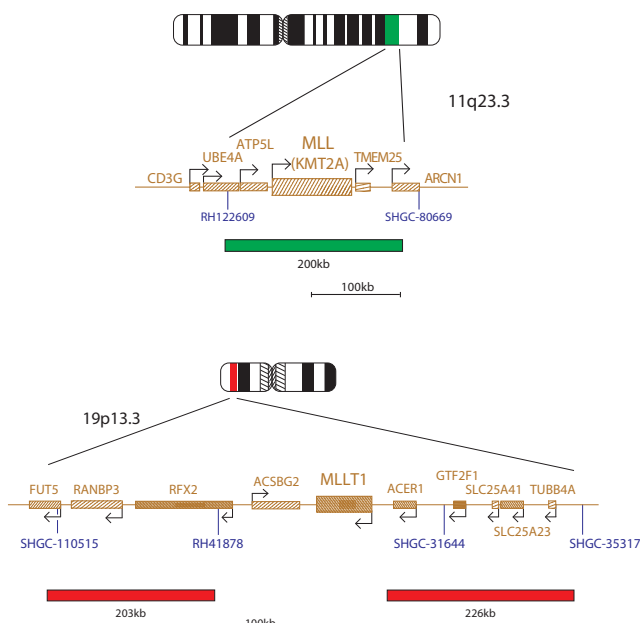 11q23.3
MLL
(KMT2A)
ATP5L
UBE4A
TMEM25
CD3G
ARCN1
RH122609
SHGC-80669
200kb
100kb
19p13.3
FUT5
RANBP3
RFX2
ACSBG2
MLLT1
ACER1
GTF2F1
SLC25A41
TUBB4A
SLC25A23
SHGC-110515
RH41878
SHGC-31644
SHGC-35317
203kb
226kb
100kb